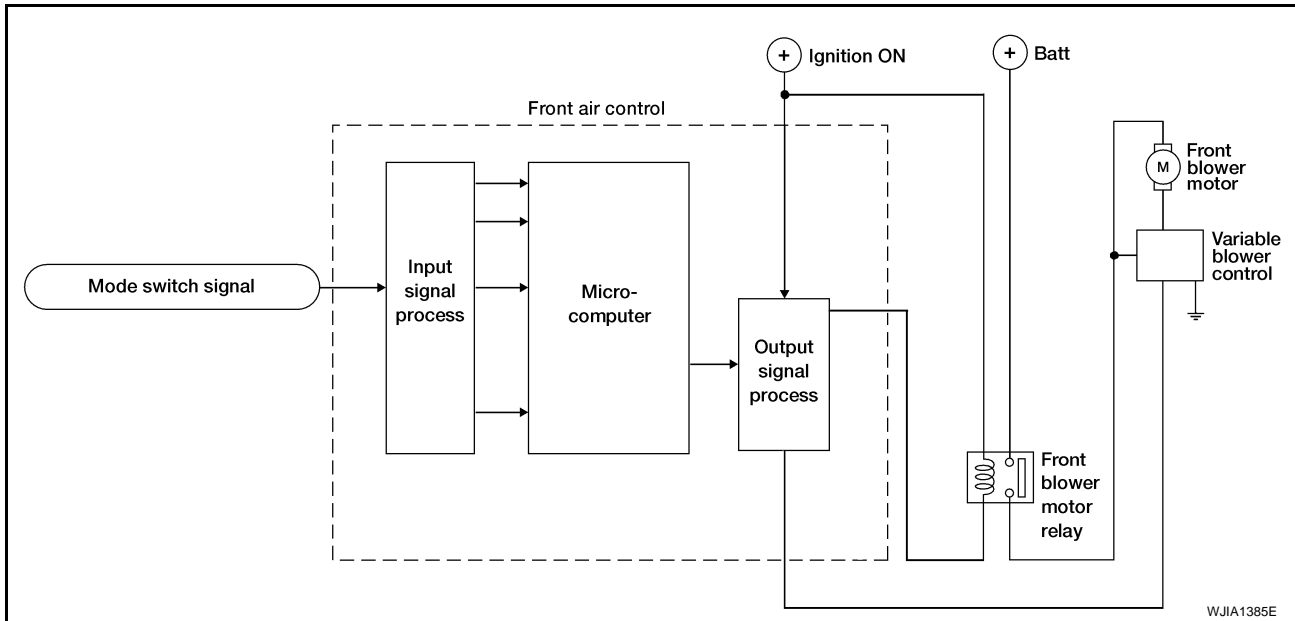 +
Ignition ON
+
Batt
Front air control
Front
blower
motor
M
Variable
blower
control
Mode switch signal
Input
signal
process
Micro-
computer
Output
signal
process
Front
blower
motor
relay
WJIA1385E